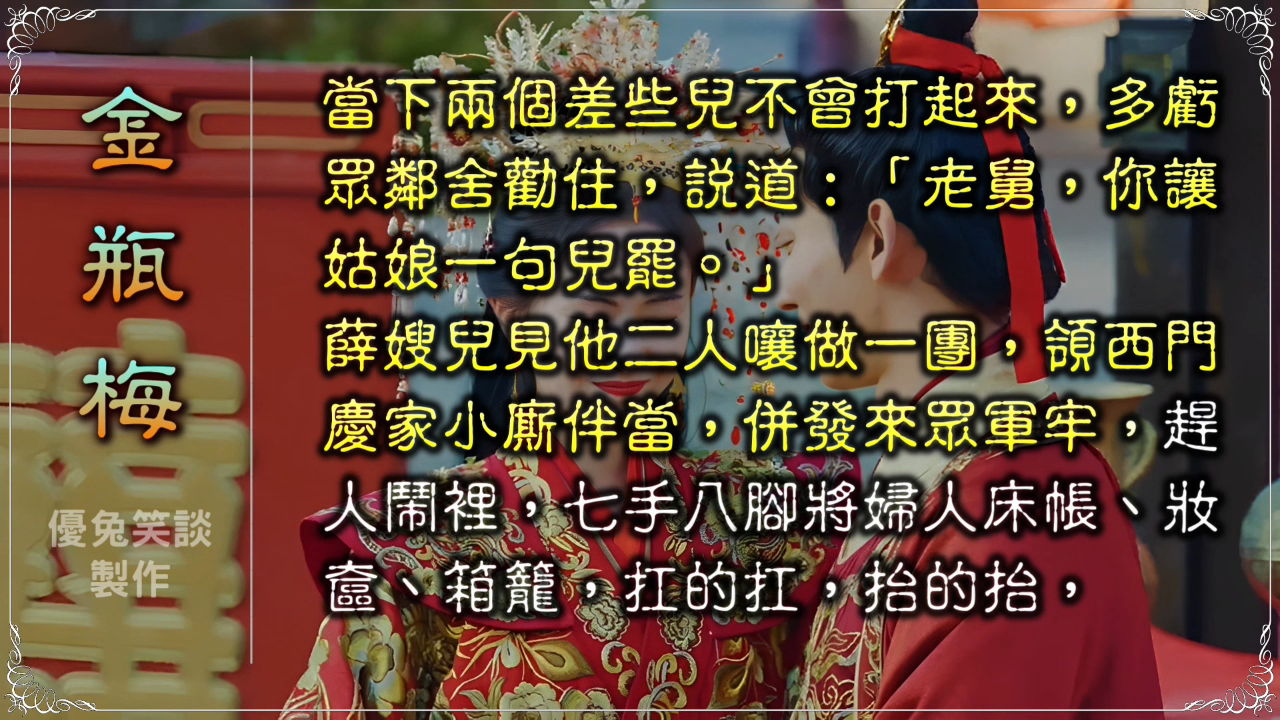 金瓶梅
優兔笑談
製作
當下兩個差些兒不曾打起來，多虧
眾鄰舍勸住，説道：「老舅，你讓
姑娘一句兒罷。」
薛嫂兒見他二人嚷做一團，領西門
慶家小廝伴當，併發來眾軍牢，趕
人鬧裡，七手八腳將婦人床帳、妝
奩、箱籠，扛的扛，抬的抬，